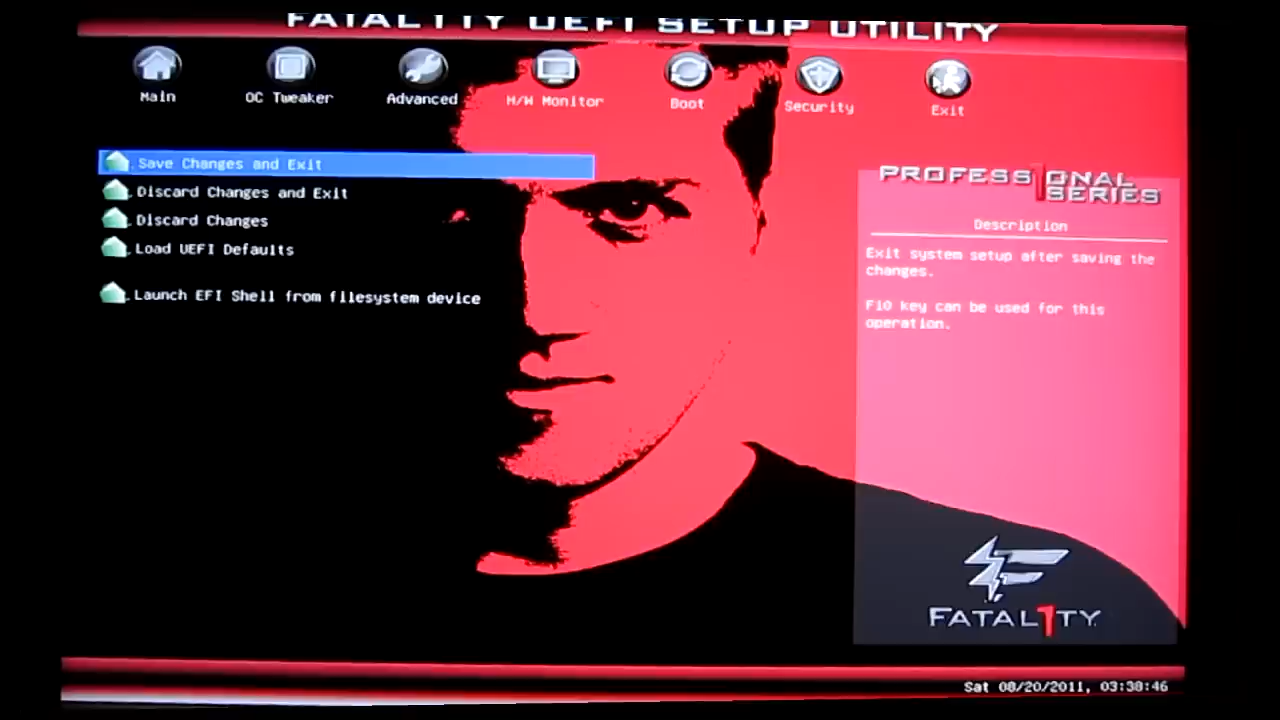 FATAL1TY UEFI SETUP UTILITY
Main
OC Tweaker
Advanced
H/W Monitor
Boot
Security
Exit
Save Changes and Exit
Discard Changes and Exit
Discard Changes
Load UEFI Defaults
Launch EFI Shell from filesystem device
PROFESS1ONAL
SERIES
Description
Exit system setup after saving the
changes.
F10 key can be used for this
operation.
FATAL1TY
Sat 08/20/2011, 03:38:46